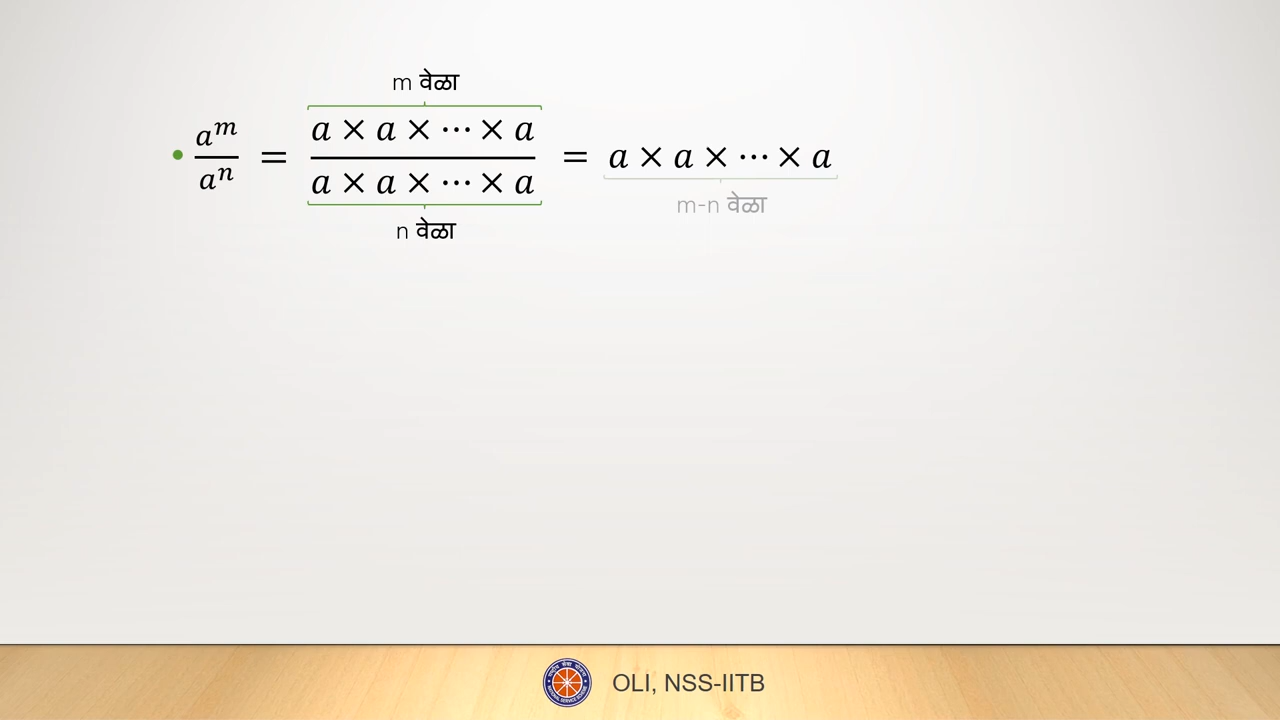 m वेळा
• a^m / a^n = a × a × ⋯ × a / a × a × ⋯ × a = a × a × ⋯ × a
n वेळा
m-n वेळा
OLI, NSS-IITB